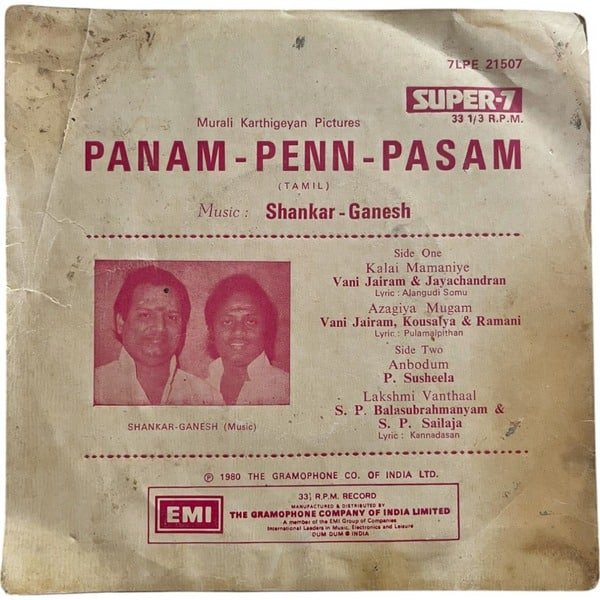 7LPE 21507
SUPER-7
33 1/3 R.P.M.
Murali Karthigeyan Pictures
PANAM - PENN - PASAM
(TAMIL)
Music : Shankar - Ganesh
Side One
Kalai Mamaniye
Vani Jairam & Jayachandran
Lyric : Alangudi Somu
Azagiya Mugam
Vani Jairam, Kousalya & Ramani
Lyric : Pulamaipithan
Side Two
Anbodum
P. Susheela
Lakshmi Vanthaal
S. P. Balasubrahmanyam &
S. P. Sailaja
Lyric : Kannadasan
SHANKAR-GANESH (Music)
℗ 1980 THE GRAMOPHONE CO. OF INDIA LTD.
EMI
33⅓ R.P.M. RECORD
MANUFACTURED & DISTRIBUTED BY
THE GRAMOPHONE COMPANY OF INDIA LIMITED
A member of the EMI Group of Companies
International Leaders in Music, Electronics and Leisure
DUM DUM ● INDIA